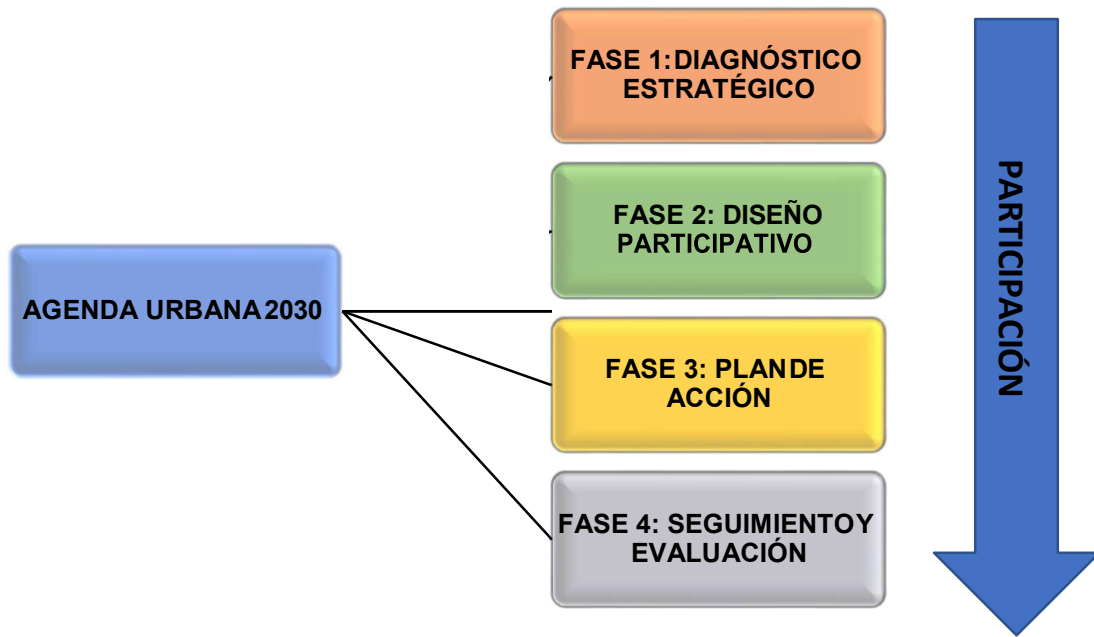 FASE 1: DIAGNÓSTICO
ESTRATÉGICO
FASE 2: DISEÑO
PARTICIPATIVO
AGENDA URBANA 2030
FASE 3: PLAN DE
ACCIÓN
FASE 4: SEGUIMIENTO Y
EVALUACIÓN
PARTICIPACIÓN